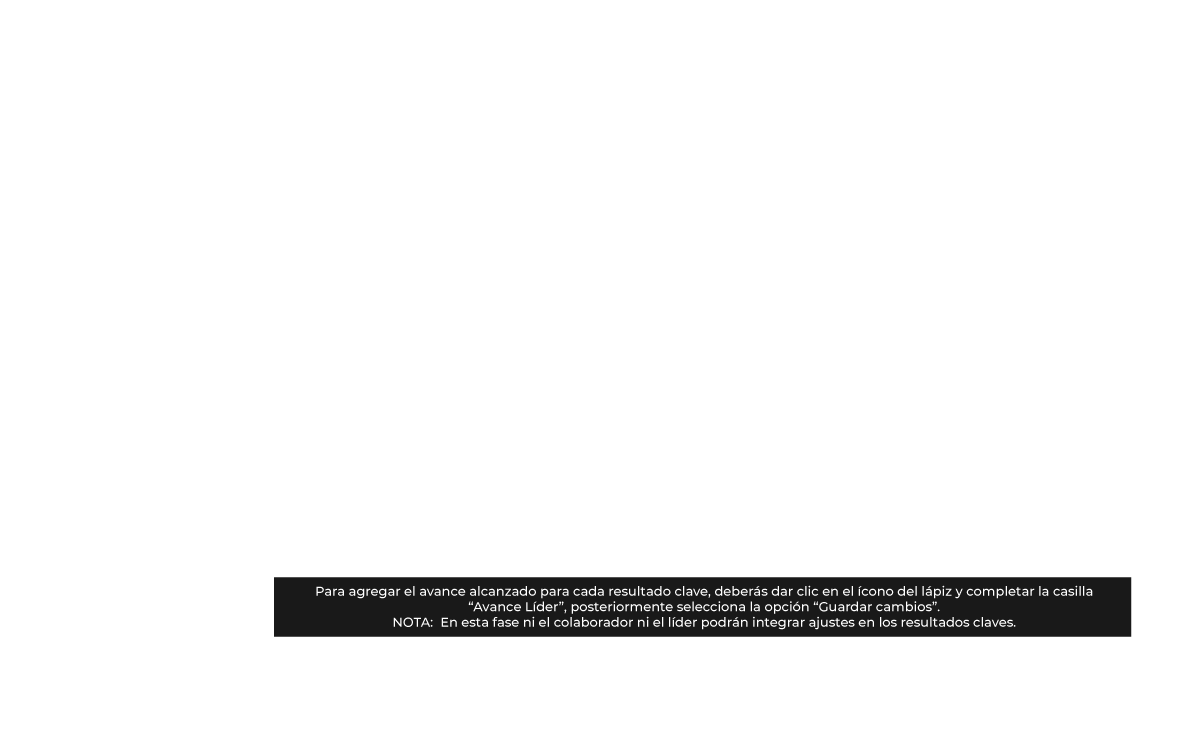 Para agregar el avance alcanzado para cada resultado clave, deberás dar clic en el ícono del lápiz y completar la casilla
“Avance Líder”, posteriormente selecciona la opción “Guardar cambios”.
NOTA:  En esta fase ni el colaborador ni el líder podrán integrar ajustes en los resultados claves.